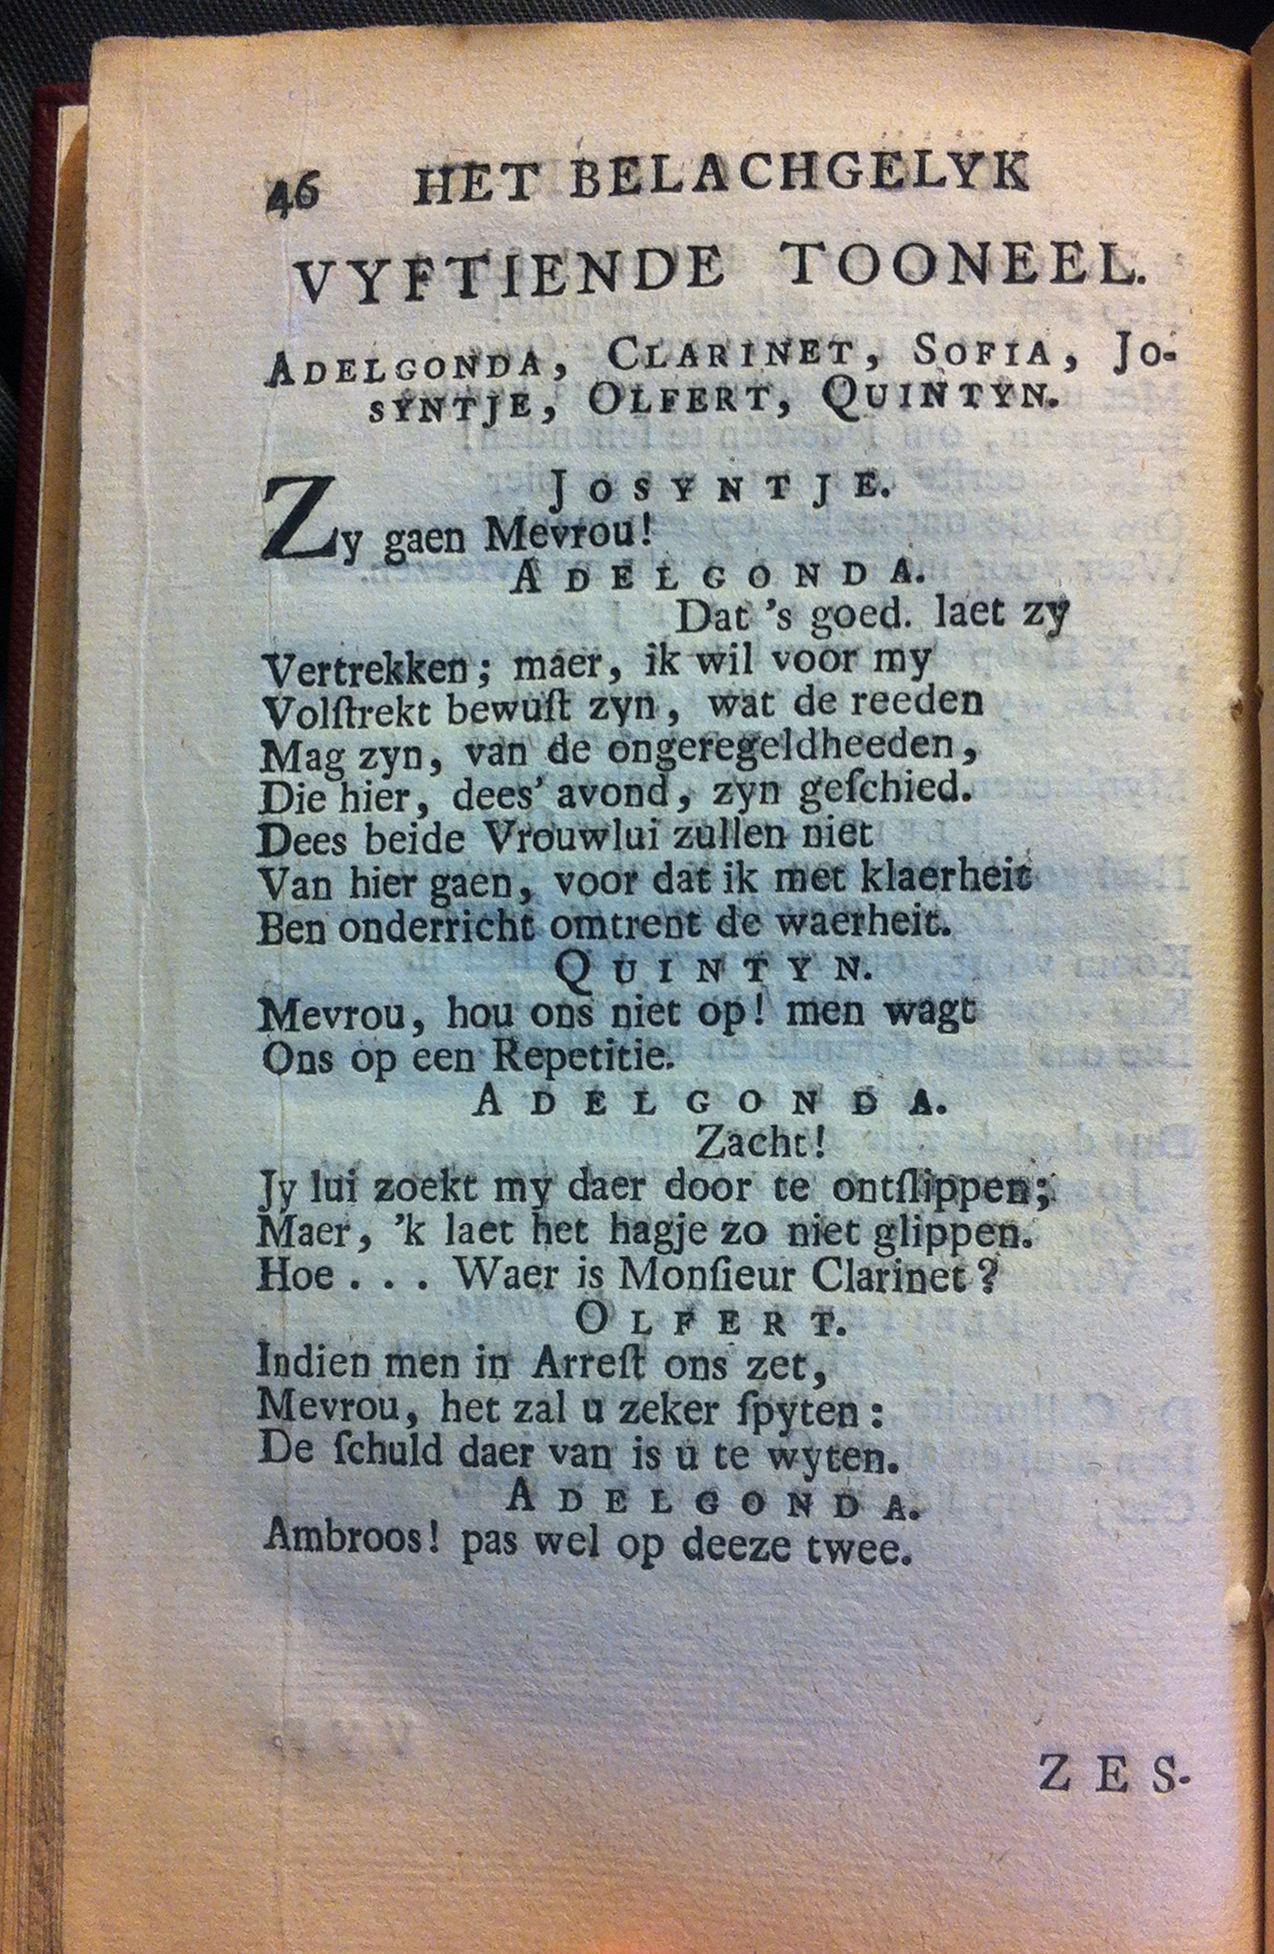 46 HET BELACHGELYK
VYFTIENDE TOONEEL.
ADELGONDA, CLARINET, SOFIA, JO-
SYNTJE, OLFERT, QUINTYN.
JOSYNTJE.
Zy gaen Mevrou!
ADELGONDA.
Dat 's goed. laet zy
Vertrekken; maer, ik wil voor my
Volſtrekt bewuſt zyn, wat de reeden
Mag zyn, van de ongeregeldheeden,
Die hier, dees' avond, zyn geſchied.
Dees beide Vrouwlui zullen niet
Van hier gaen, voor dat ik met klaerheit
Ben onderricht omtrent de waerheit.
QUINTYN.
Mevrou, hou ons niet op! men wagt
Ons op een Repetitie.
ADELGONDA.
Zacht!
Jy lui zoekt my daer door te ontſlippen;
Maer, 'k laet het hagje zo niet glippen.
Hoe . . . Waer is Monſieur Clarinet?
OLFERT.
Indien men in Arreſt ons zet,
Mevrou, het zal u zeker ſpyten:
De ſchuld daer van is u te wyten.
ADELGONDA.
Ambroos! pas wel op deeze twee.
ZES-